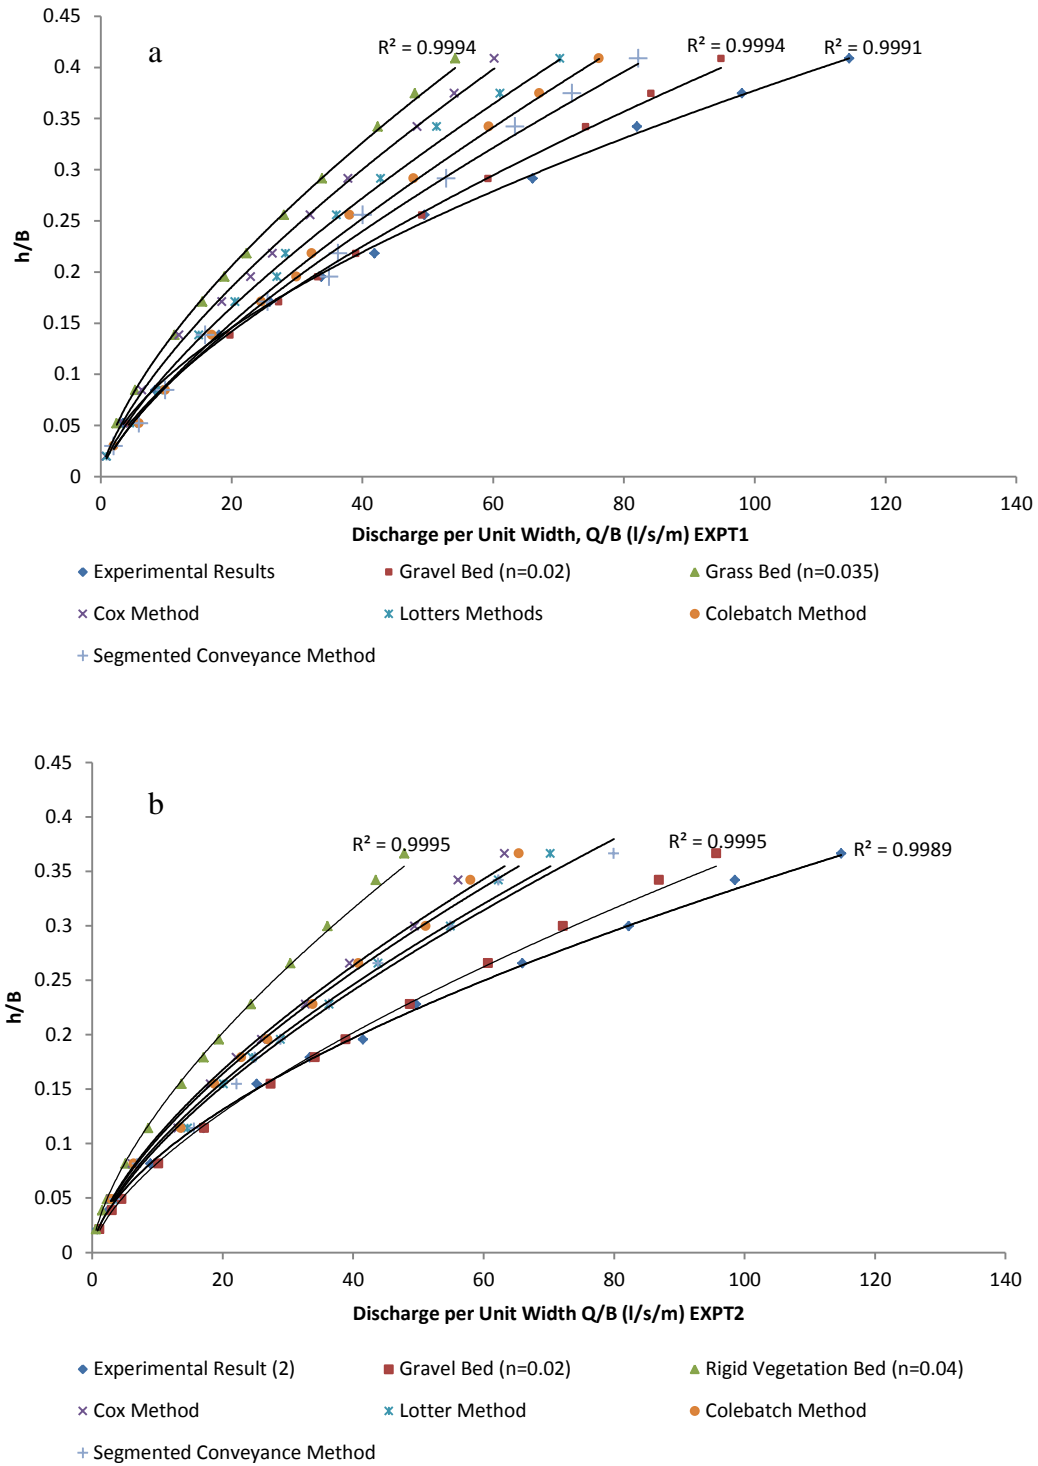 0.45
a
R² = 0.9994
R² = 0.9994
R² = 0.9991
0.4
0.35
0.3
0.25
h/B
0.2
0.15
0.1
0.05
0
0 20 40 60 80 100 120 140
Discharge per Unit Width, Q/B (l/s/m) EXPT1
Experimental Results
Gravel Bed (n=0.02)
Grass Bed (n=0.035)
Cox Method
Lotters Methods
Colebatch Method
Segmented Conveyance Method
0.45
b
0.4
R² = 0.9995
R² = 0.9995
R² = 0.9989
0.35
0.3
0.25
h/B
0.2
0.15
0.1
0.05
0
0 20 40 60 80 100 120 140
Discharge per Unit Width Q/B (l/s/m) EXPT2
Experimental Result (2)
Gravel Bed (n=0.02)
Rigid Vegetation Bed (n=0.04)
Cox Method
Lotter Method
Colebatch Method
Segmented Conveyance Method